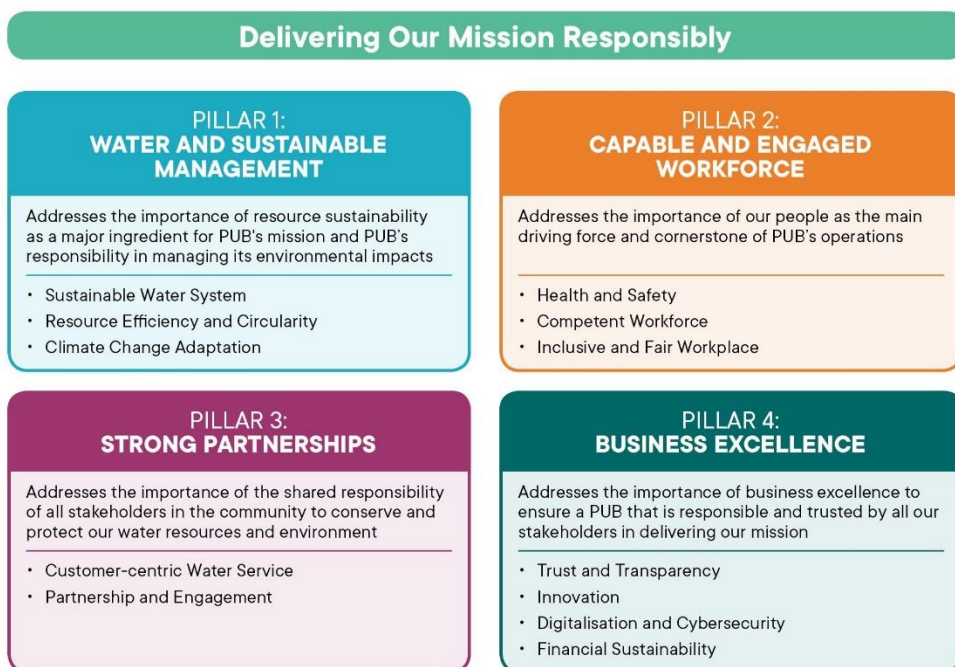 Delivering Our Mission Responsibly
PILLAR 1:
WATER AND SUSTAINABLE
MANAGEMENT
Addresses the importance of resource sustainability
as a major ingredient for PUB's mission and PUB's
responsibility in managing its environmental impacts
• Sustainable Water System
• Resource Efficiency and Circularity
• Climate Change Adaptation
PILLAR 2:
CAPABLE AND ENGAGED
WORKFORCE
Addresses the importance of our people as the main
driving force and cornerstone of PUB's operations
• Health and Safety
• Competent Workforce
• Inclusive and Fair Workplace
PILLAR 3:
STRONG PARTNERSHIPS
Addresses the importance of the shared responsibility
of all stakeholders in the community to conserve and
protect our water resources and environment
• Customer-centric Water Service
• Partnership and Engagement
PILLAR 4:
BUSINESS EXCELLENCE
Addresses the importance of business excellence to
ensure a PUB that is responsible and trusted by all our
stakeholders in delivering our mission
• Trust and Transparency
• Innovation
• Digitalisation and Cybersecurity
• Financial Sustainability